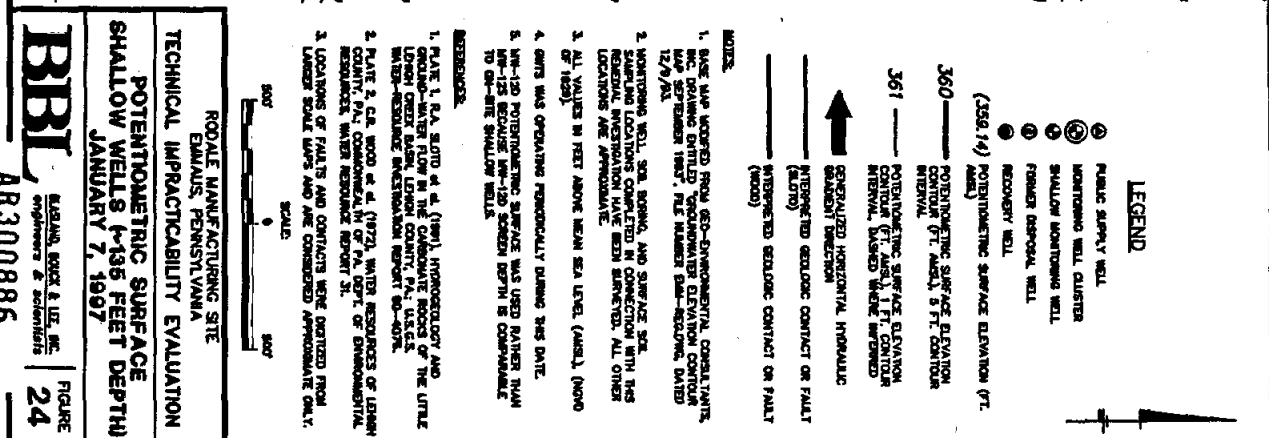 LEGEND
PUBLIC SUPPLY WELL
MONITORING WELL CLUSTER
SHALLOW MONITORING WELL
FORMER DISPOSAL WELL
RECOVERY WELL
(359.14) POTENTIOMETRIC SURFACE ELEVATION (FT.
AMSL)
360 POTENTIOMETRIC SURFACE ELEVATION
CONTOUR (FT. AMSL), 5 FT. CONTOUR
INTERVAL
361 POTENTIOMETRIC SURFACE ELEVATION
CONTOUR (FT. AMSL), 1 FT. CONTOUR
INTERVAL, DASHED WHERE INFERRED
GENERALIZED HORIZONTAL HYDRAULIC
GRADIENT DIRECTION
INTERPRETED GEOLOGIC CONTACT OR FAULT
(SLOTO)
INTERPRETED GEOLOGIC CONTACT OR FAULT
(WOOD)
NOTES:
1. BASE MAP MODIFIED FROM GEO-ENVIRONMENTAL CONSULTANTS,
INC. DRAWING ENTITLED "GROUNDWATER ELEVATION CONTOUR
MAP SEPTEMBER 1993", FILE NUMBER DATED
12/9/93.
2. MONITORING WELL, SOIL BORING, AND SURFACE SOIL
SAMPLING LOCATIONS COMPLETED IN CONNECTION WITH THIS
REMEDIAL INVESTIGATION HAVE BEEN SURVEYED. ALL OTHER
LOCATIONS ARE APPROXIMATE.
3. ALL VALUES IN FEET ABOVE MEAN SEA LEVEL (AMSL), (NGVD
OF 1929).
4. GWTS WAS OPERATING PERIODICALLY DURING THIS DATE.
5. MW-12D POTENTIOMETRIC SURFACE WAS USED RATHER THAN
MW-12S BECAUSE MW-12D SCREEN DEPTH IS COMPARABLE
TO ON-SITE SHALLOW WELLS.
REFERENCES:
1. PLATE 1, R.A. SLOTO et al. (1991), HYDROGEOLOGY AND
GROUND-WATER FLOW IN THE CARBONATE ROCKS OF THE LITTLE
LEHIGH CREEK BASIN, LEHIGH COUNTY, PA.; U.S.G.S.
WATER-RESOURCE INVESTIGATION REPORT 90-4076.
2. PLATE 2, C.R. WOOD et al. (1972), WATER RESOURCES OF LEHIGH
COUNTY, PA.; COMMONWEALTH OF PA. DEPT. OF ENVIRONMENTAL
RESOURCES, WATER RESOURCE REPORT 31.
3. LOCATIONS OF FAULTS AND CONTACTS WERE DIGITIZED FROM
LARGER SCALE MAPS AND ARE CONSIDERED APPROXIMATE ONLY.
SCALE:
900' 0 900'
RODALE MANUFACTURING SITE
EMMAUS, PENNSYLVANIA
TECHNICAL IMPRACTICABILITY EVALUATION
POTENTIOMETRIC SURFACE
SHALLOW WELLS (~135 FEET DEPTH)
JANUARY 7, 1997
BBL BLASLAND, BOUCK & LEE, INC.
engineers & scientists
FIGURE
24
AR300886